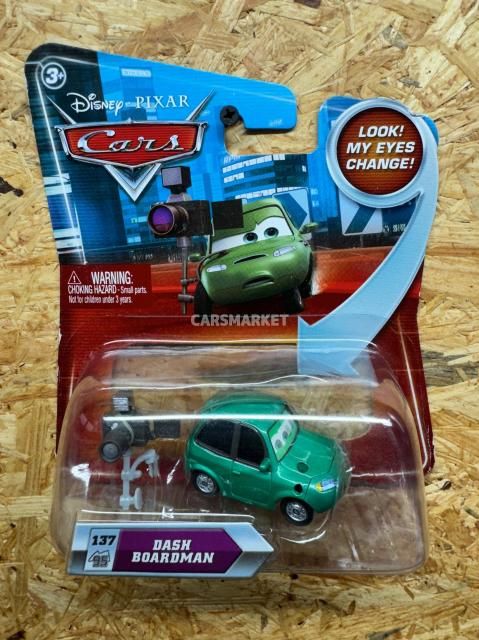 3+
DISNEY · PIXAR
Cars
LOOK!
MY EYES
CHANGE!
WARNING:
CHOKING HAZARD - Small parts.
Not for children under 3 years.
CARSMARKET
137
95
DASH
BOARDMAN